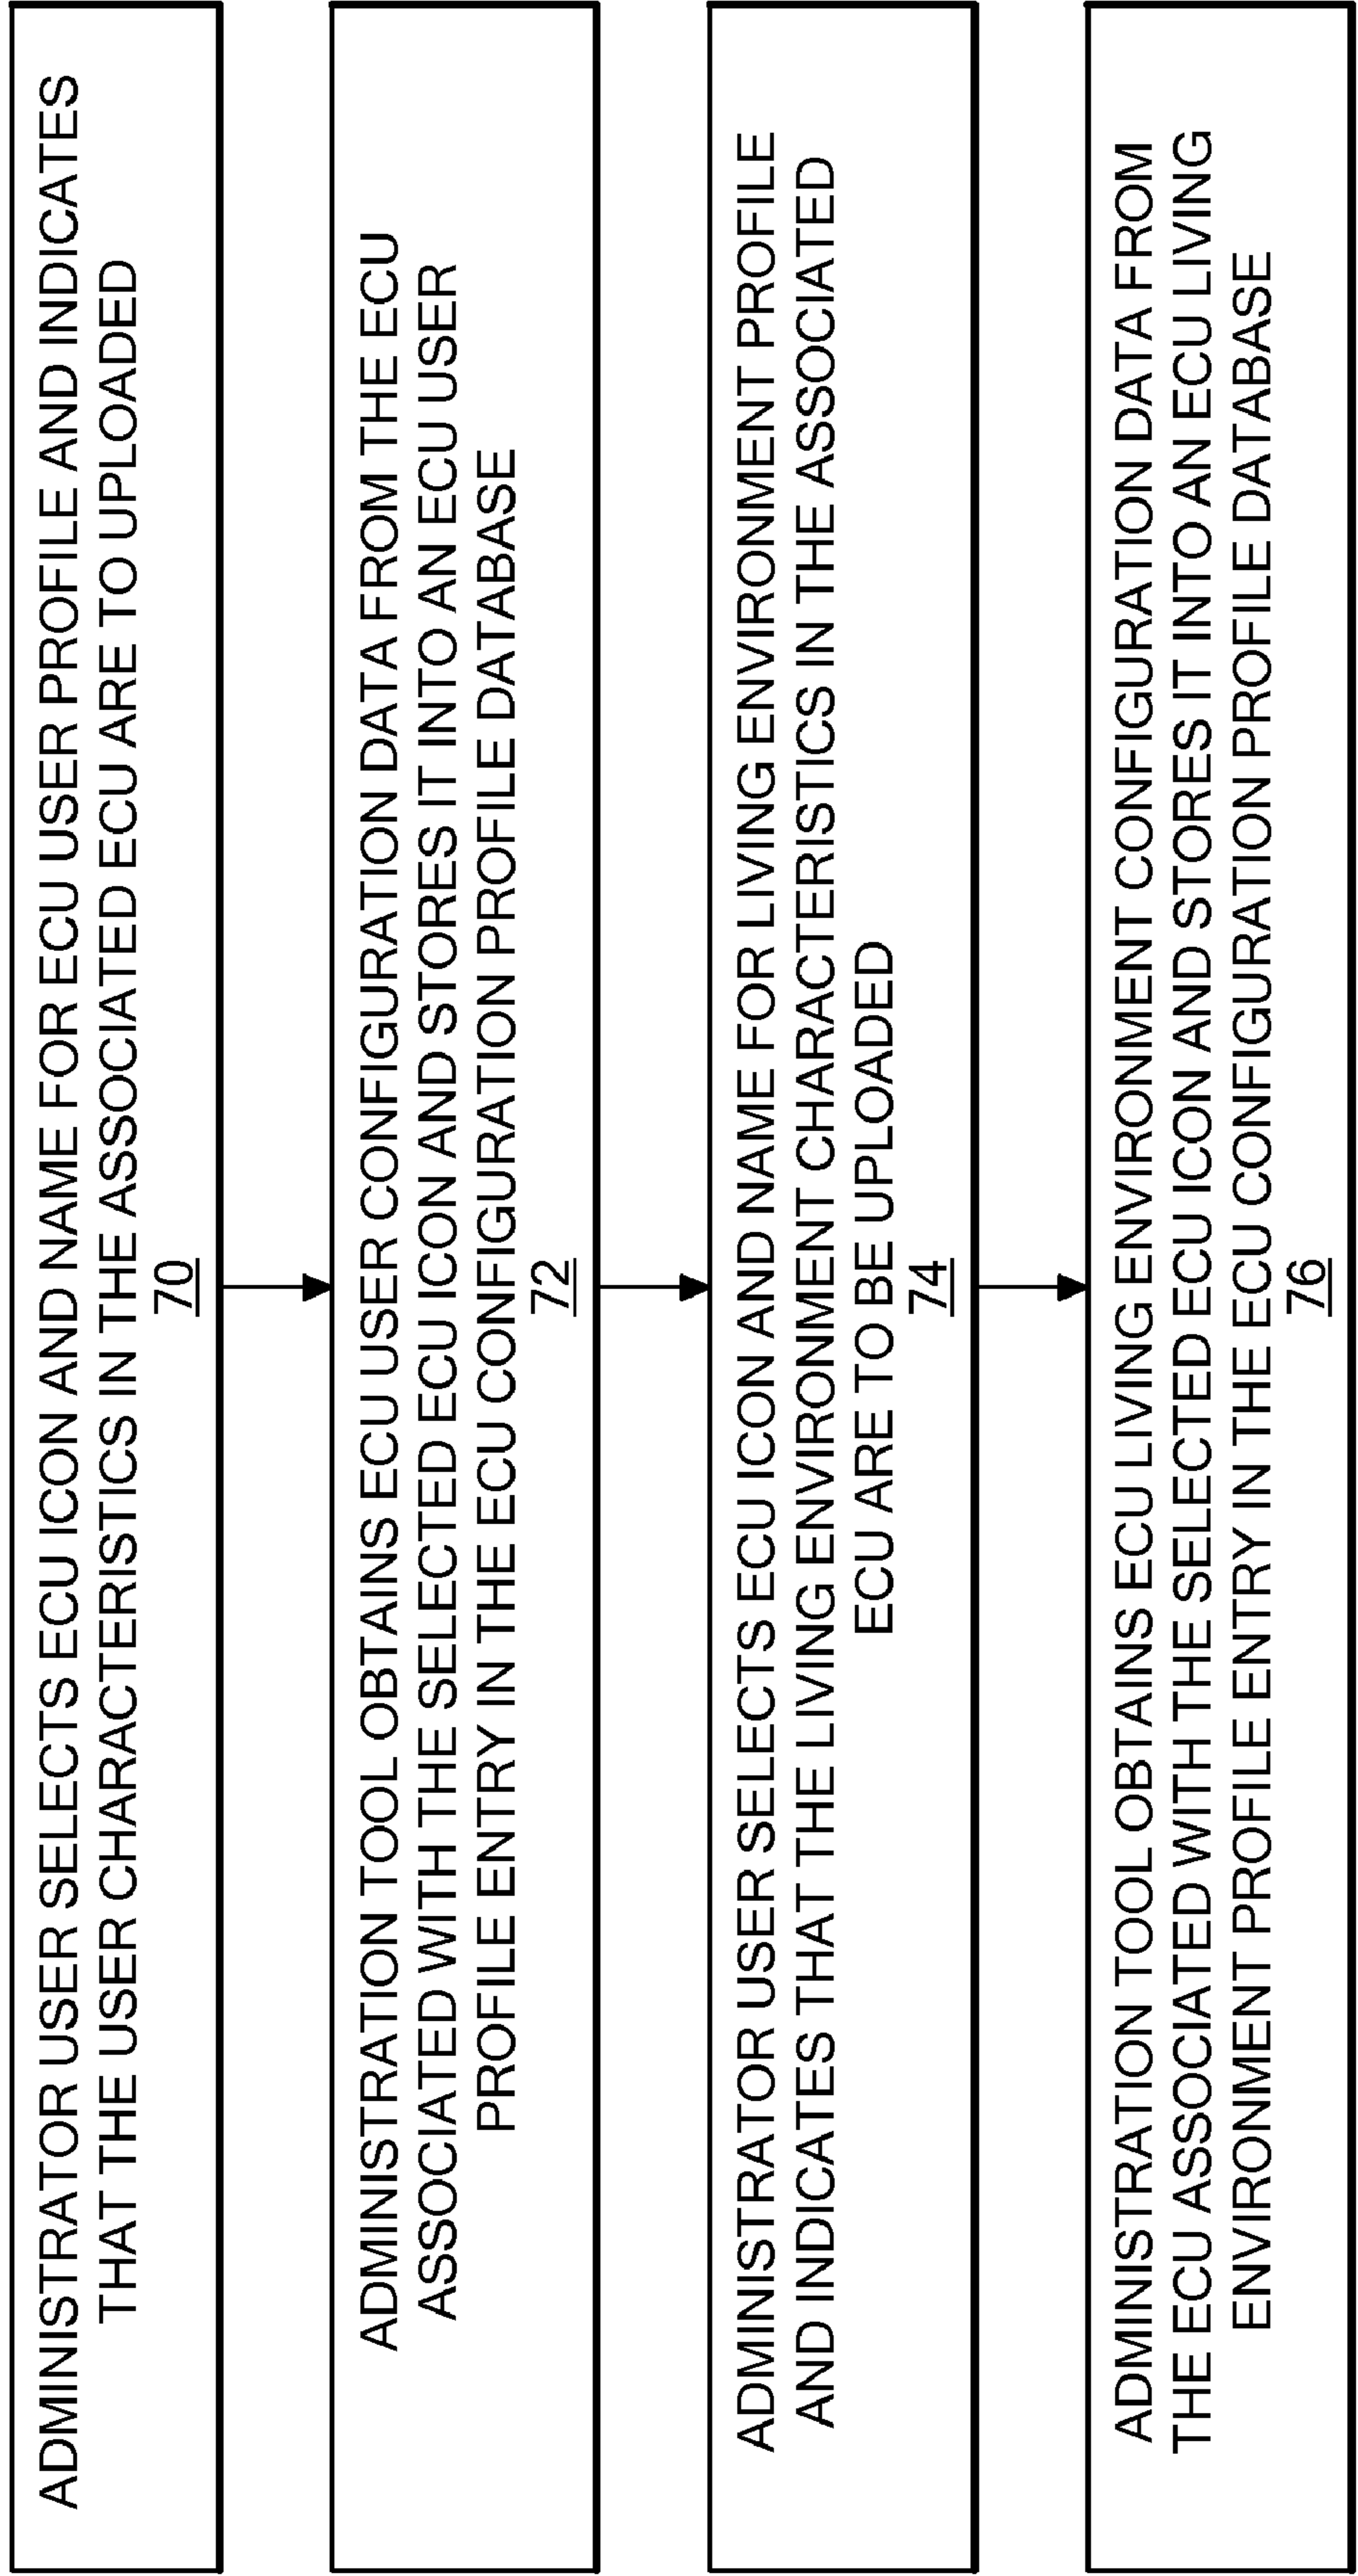 ADMINISTRATOR USER SELECTS ECU ICON AND NAME FOR ECU USER PROFILE AND INDICATES
THAT THE USER CHARACTERISTICS IN THE ASSOCIATED ECU ARE TO UPLOADED
70
ADMINISTRATION TOOL OBTAINS ECU USER CONFIGURATION DATA FROM THE ECU
ASSOCIATED WITH THE SELECTED ECU ICON AND STORES IT INTO AN ECU USER
PROFILE ENTRY IN THE ECU CONFIGURATION PROFILE DATABASE
72
ADMINISTRATOR USER SELECTS ECU ICON AND NAME FOR LIVING ENVIRONMENT PROFILE
AND INDICATES THAT THE LIVING ENVIRONMENT CHARACTERISTICS IN THE ASSOCIATED
ECU ARE TO BE UPLOADED
74
ADMINISTRATION TOOL OBTAINS ECU LIVING ENVIRONMENT CONFIGURATION DATA FROM
THE ECU ASSOCIATED WITH THE SELECTED ECU ICON AND STORES IT INTO AN ECU LIVING
ENVIRONMENT PROFILE ENTRY IN THE ECU CONFIGURATION PROFILE DATABASE
76